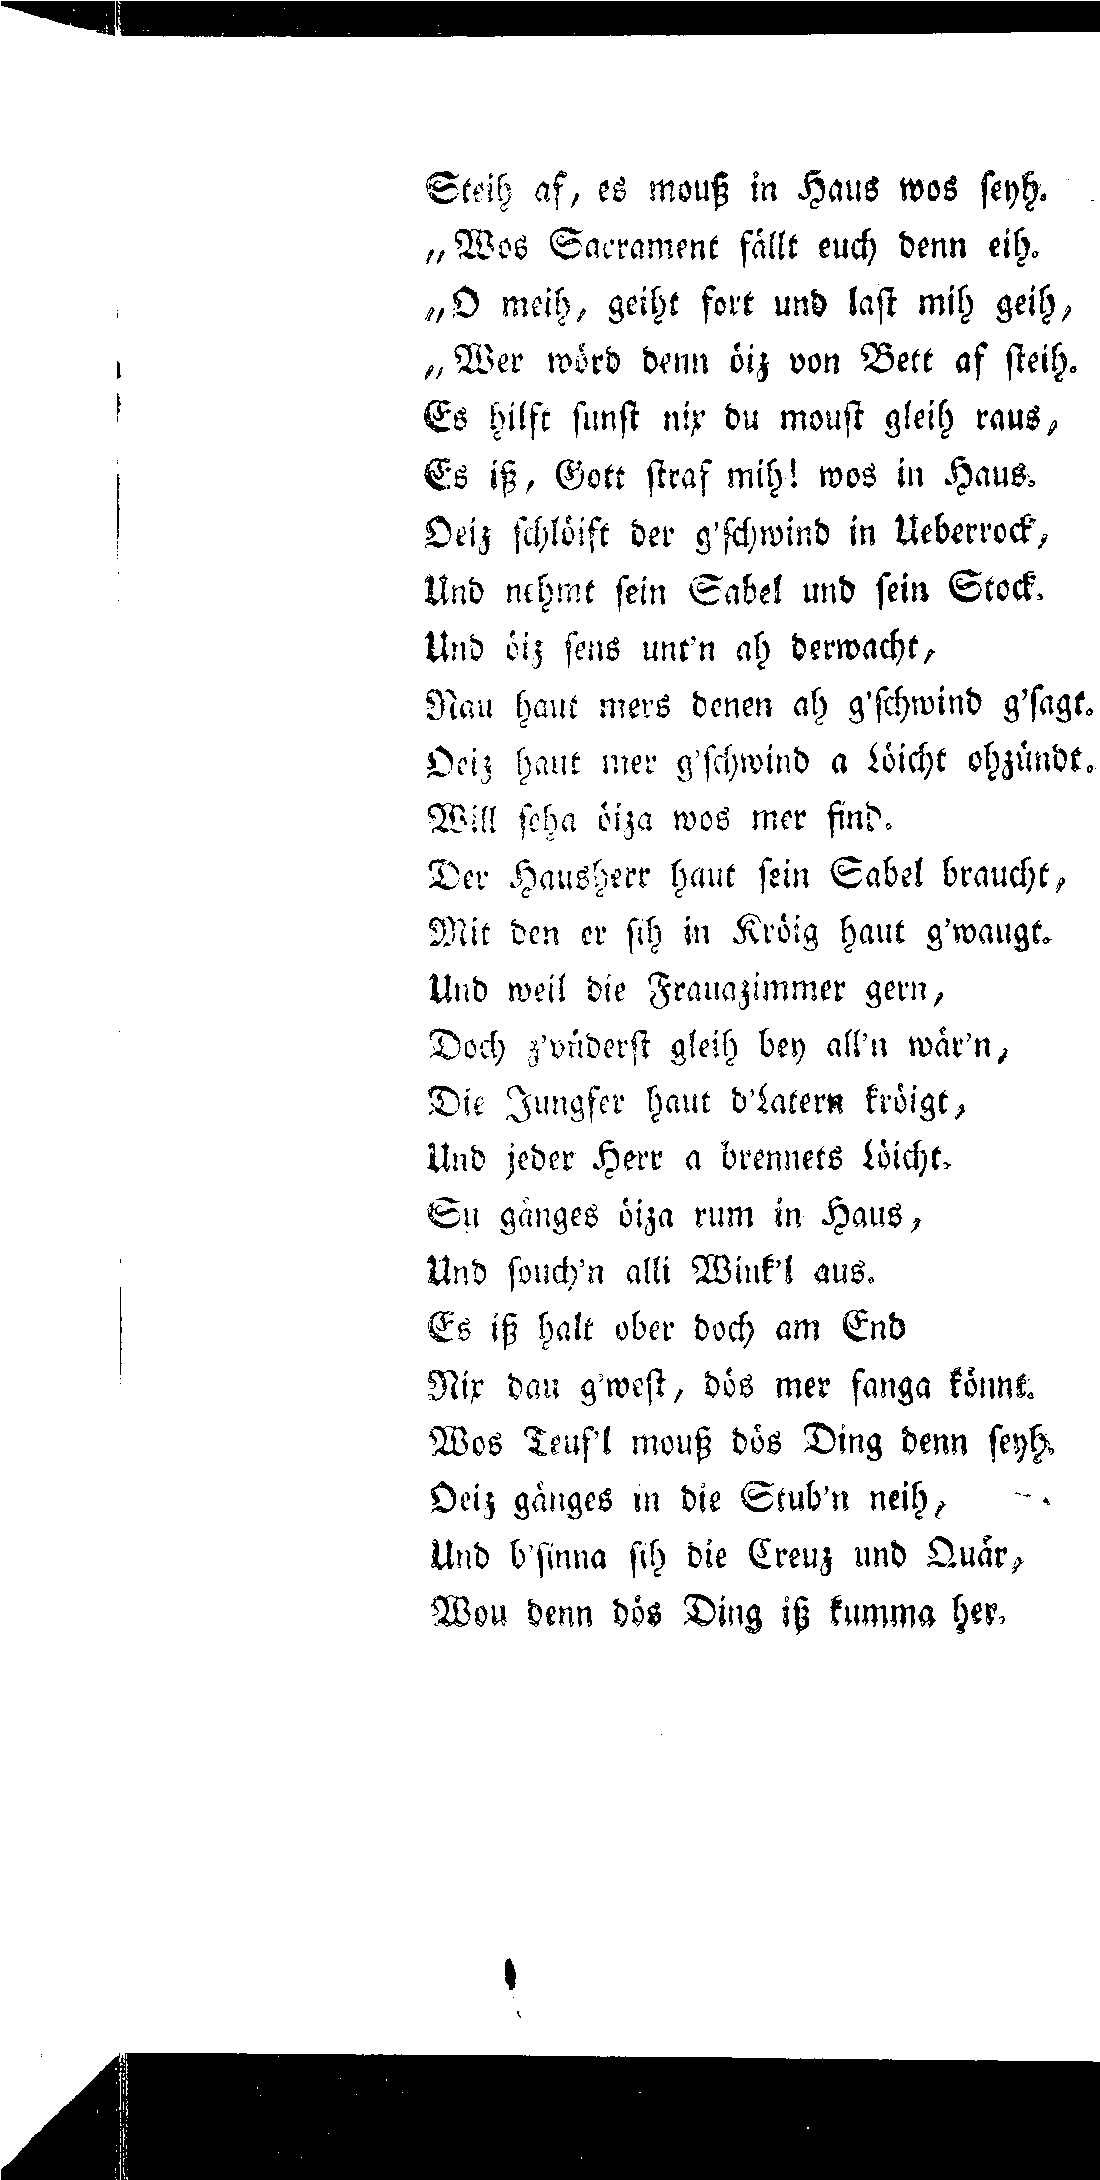 Steih af, es mouß in Haus wos seyh.
„Wos Sacrament fällt euch denn eih.
„O meih, geiht fort und last mih geih,
„Wer wörd denn öiz von Bett af steih.
Es hilft sunst nix du moust gleih raus,
Es iß, Gott straf mih! wos in Haus.
Oeiz schlöift der g'schwind in Ueberrock,
Und nehmt sein Sabel und sein Stock.
Und öiz sens unt'n ah derwacht,
Nau haut mers denen ah g'schwind g'sagt.
Oeiz haut mer g'schwind a Löicht ohzündt.
Will seha öiza wos mer find.
Der Hausherr haut sein Sabel braucht,
Mit den er sih in Kröig haut g'waugt.
Und weil die Frauazimmer gern,
Doch z'vüderst gleih bey all'n wär'n,
Die Jungfer haut d'Latern kröigt,
Und jeder Herr a brennets Löicht.
Su gänges öiza rum in Haus,
Und souch'n alli Wink'l aus.
Es iß halt ober doch am End
Nix dau g'west, dös mer fanga könnt.
Wos Teuf'l mouß dös Ding denn seyh.
Oeiz gänges in die Stub'n neih,
Und b'sinna sih die Creuz und Quär,
Wou denn dös Ding iß kumma her.